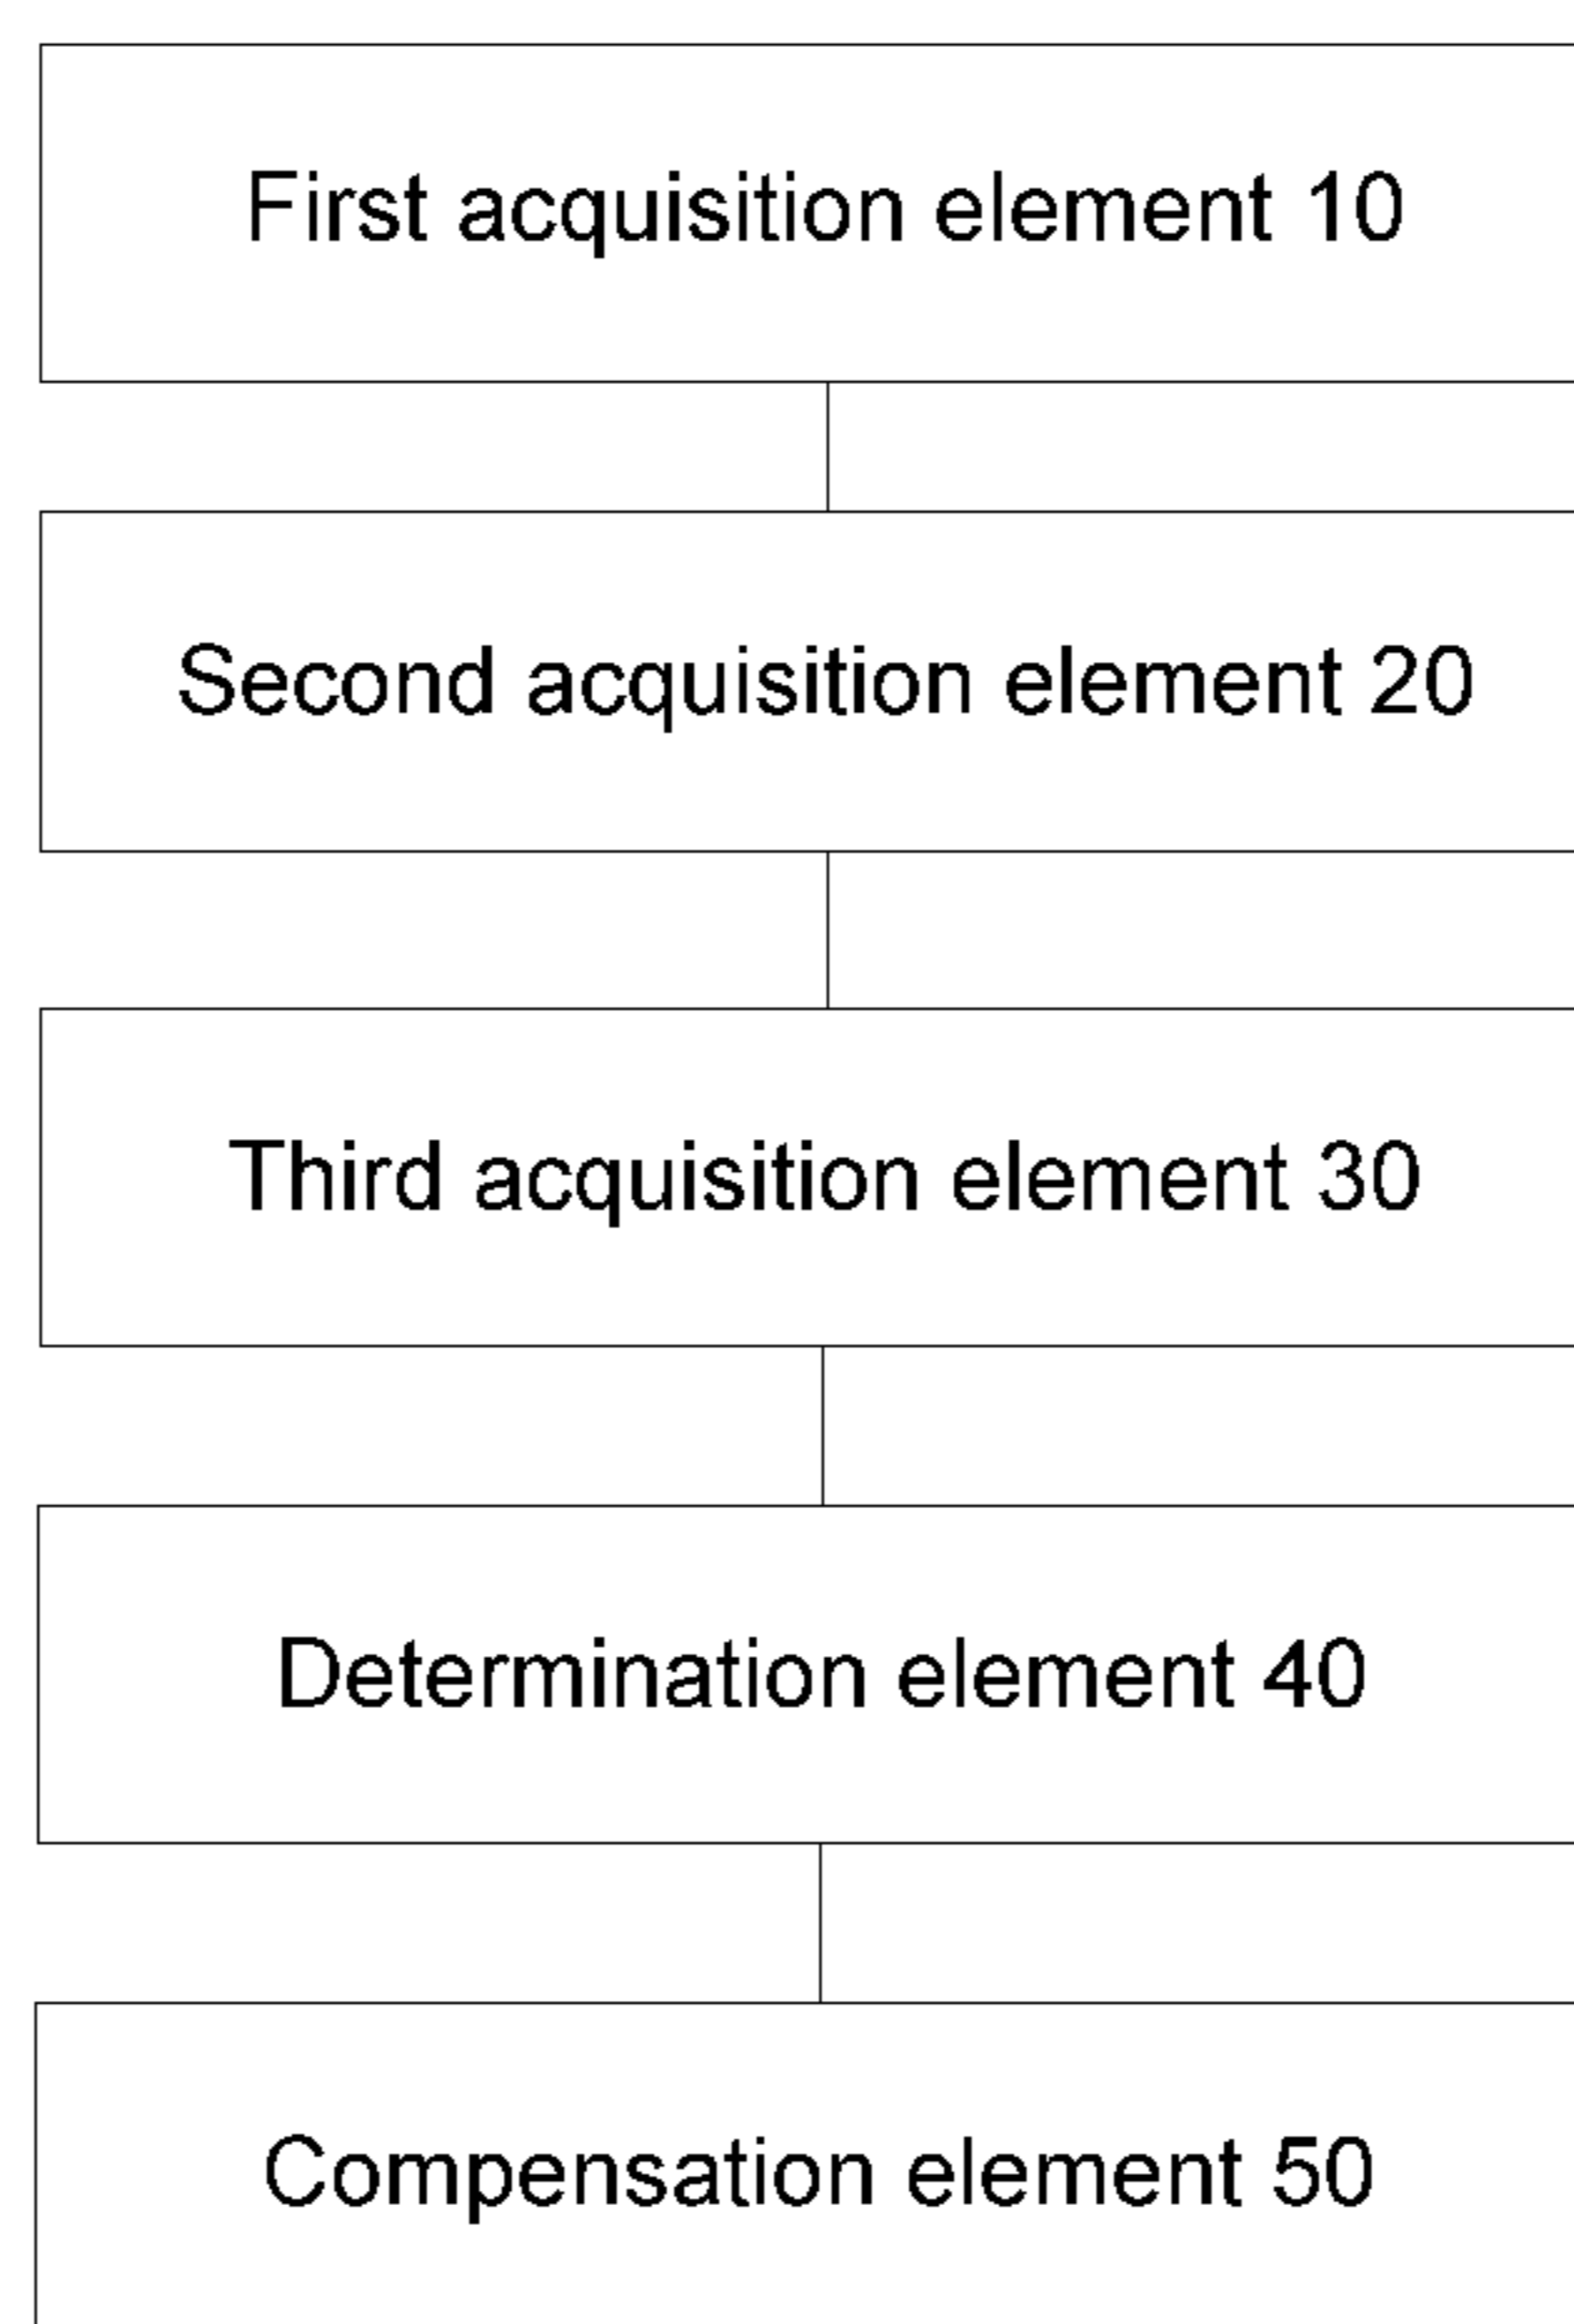 First acquisition element 10
Second acquisition element 20
Third acquisition element 30
Determination element 40
Compensation element 50